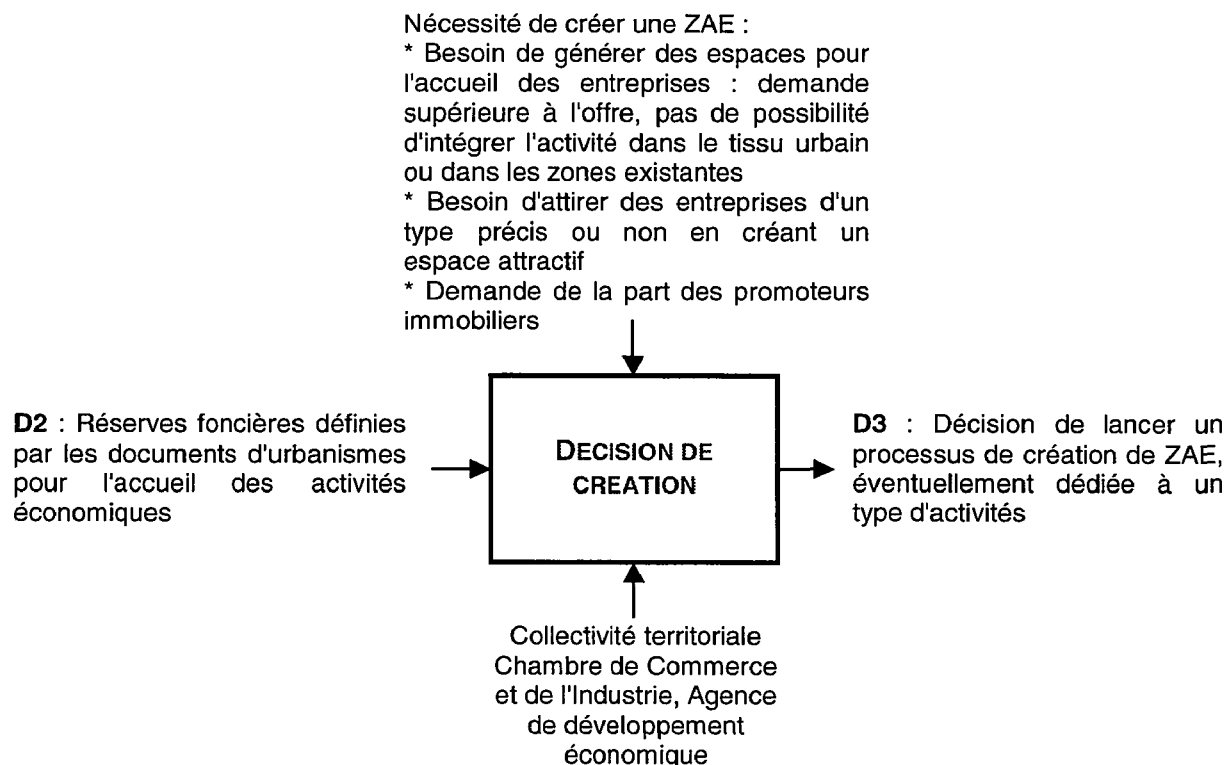 Nécessité de créer une ZAE :
* Besoin de générer des espaces pour
l'accueil des entreprises : demande
supérieure à l'offre, pas de possibilité
d'intégrer l'activité dans le tissu urbain
ou dans les zones existantes
* Besoin d'attirer des entreprises d'un
type précis ou non en créant un
espace attractif
* Demande de la part des promoteurs
immobiliers
D2 : Réserves foncières définies
par les documents d'urbanismes
pour l'accueil des activités
économiques
DECISION DE
CREATION
D3 : Décision de lancer un
processus de création de ZAE,
éventuellement dédiée à un
type d'activités
Collectivité territoriale
Chambre de Commerce
et de l'Industrie, Agence
de développement
économique